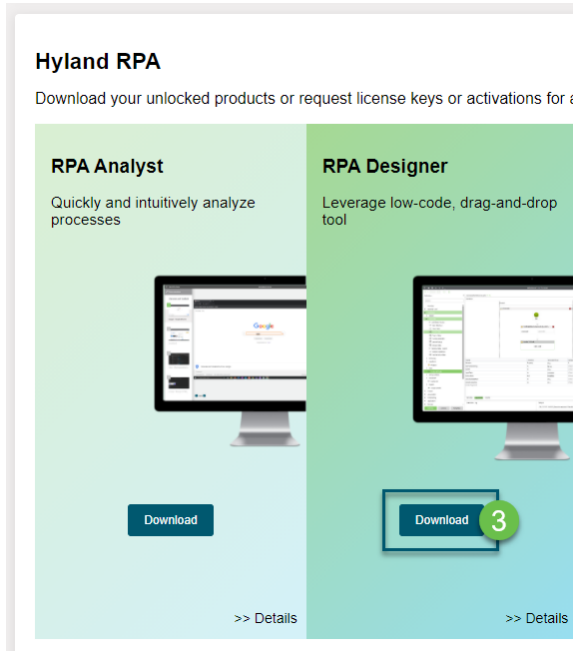 Hyland RPA
Download your unlocked products or request license keys or activations for a
RPA Analyst
Quickly and intuitively analyze
processes
Google
Download
>> Details
RPA Designer
Leverage low-code, drag-and-drop
tool
Download
3
>> Details